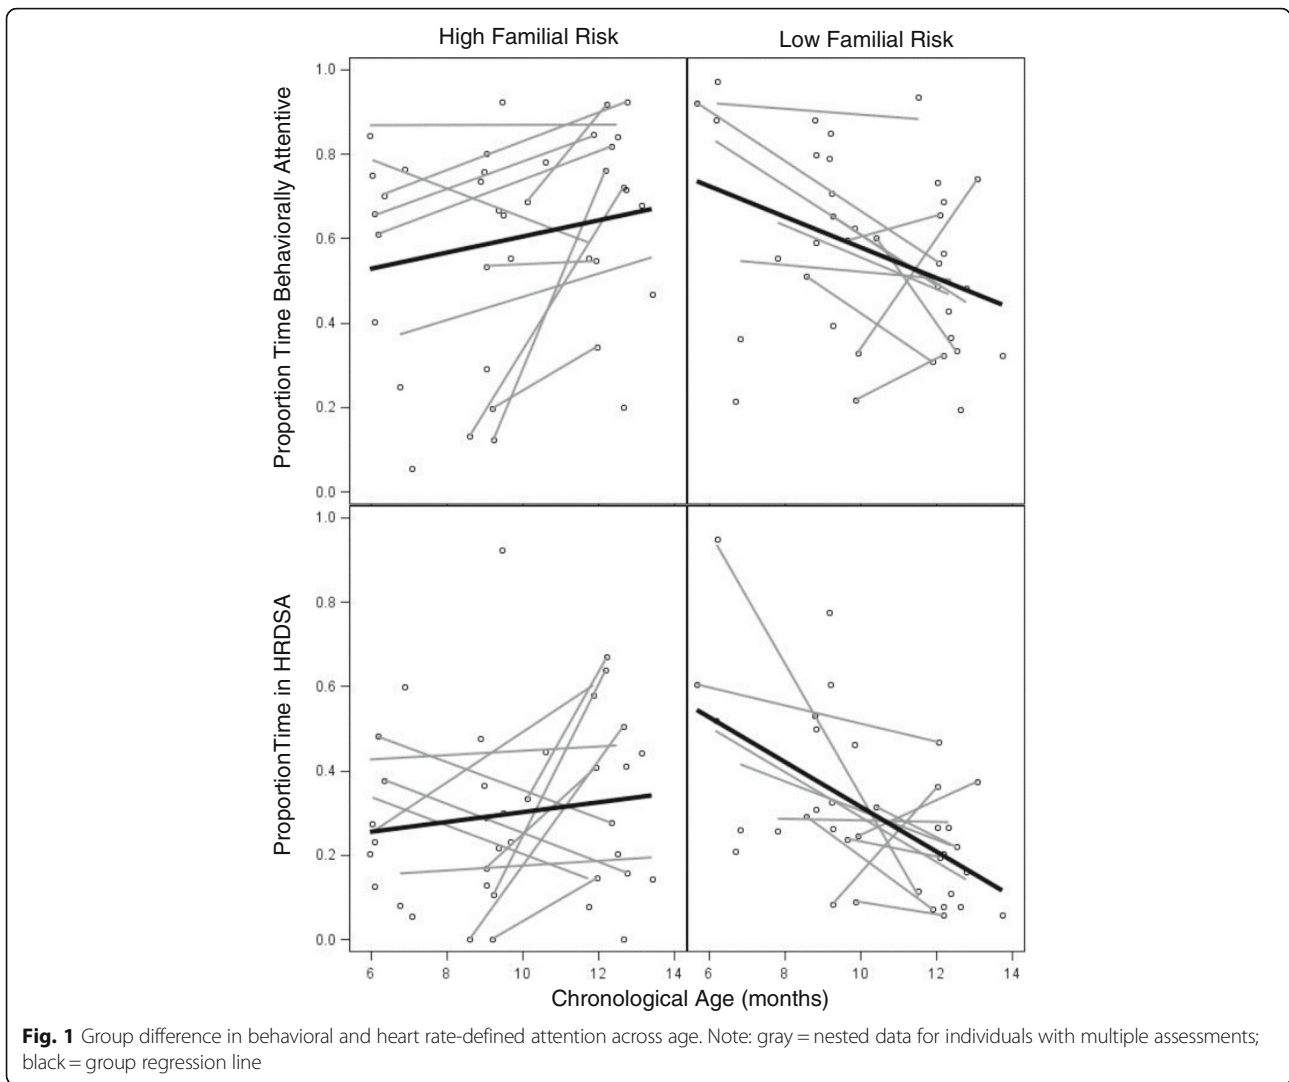 High Familial Risk
Low Familial Risk
Proportion Time Behaviorally Attentive
1.0
0.8
0.6
0.4
0.2
0.0
ProportionTime in HRDSA
1.0
0.8
0.6
0.4
0.2
0.0
6 8 10 12 14
6 8 10 12 14
Chronological Age (months)
Fig. 1 Group difference in behavioral and heart rate-defined attention across age. Note: gray = nested data for individuals with multiple assessments;
black = group regression line